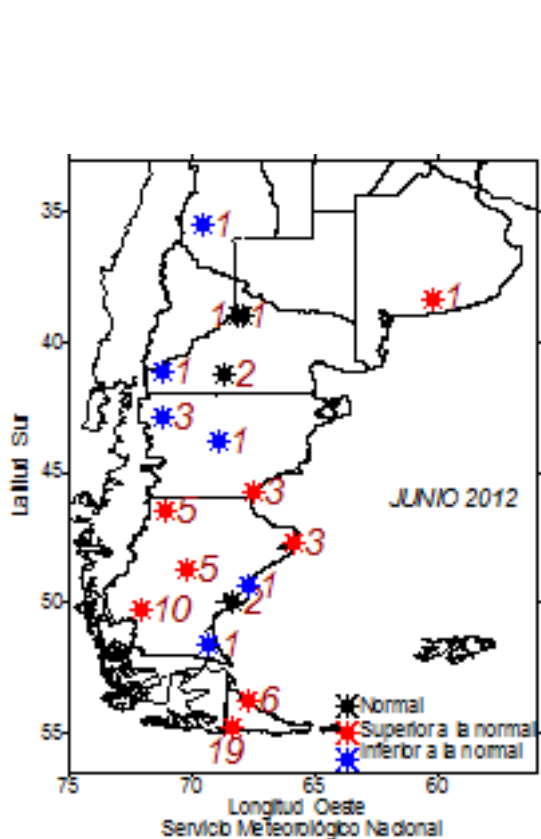 35
40
45
50
55
Latitud Sur
1
1
1 1
1
2
3
1
3
5
3
5
1
10
2
1
6
19
JUNIO 2012
Normal
Superior a la normal
Inferior a la normal
75 70 65 60
Longitud Oeste
Servicio Meteorológico Nacional